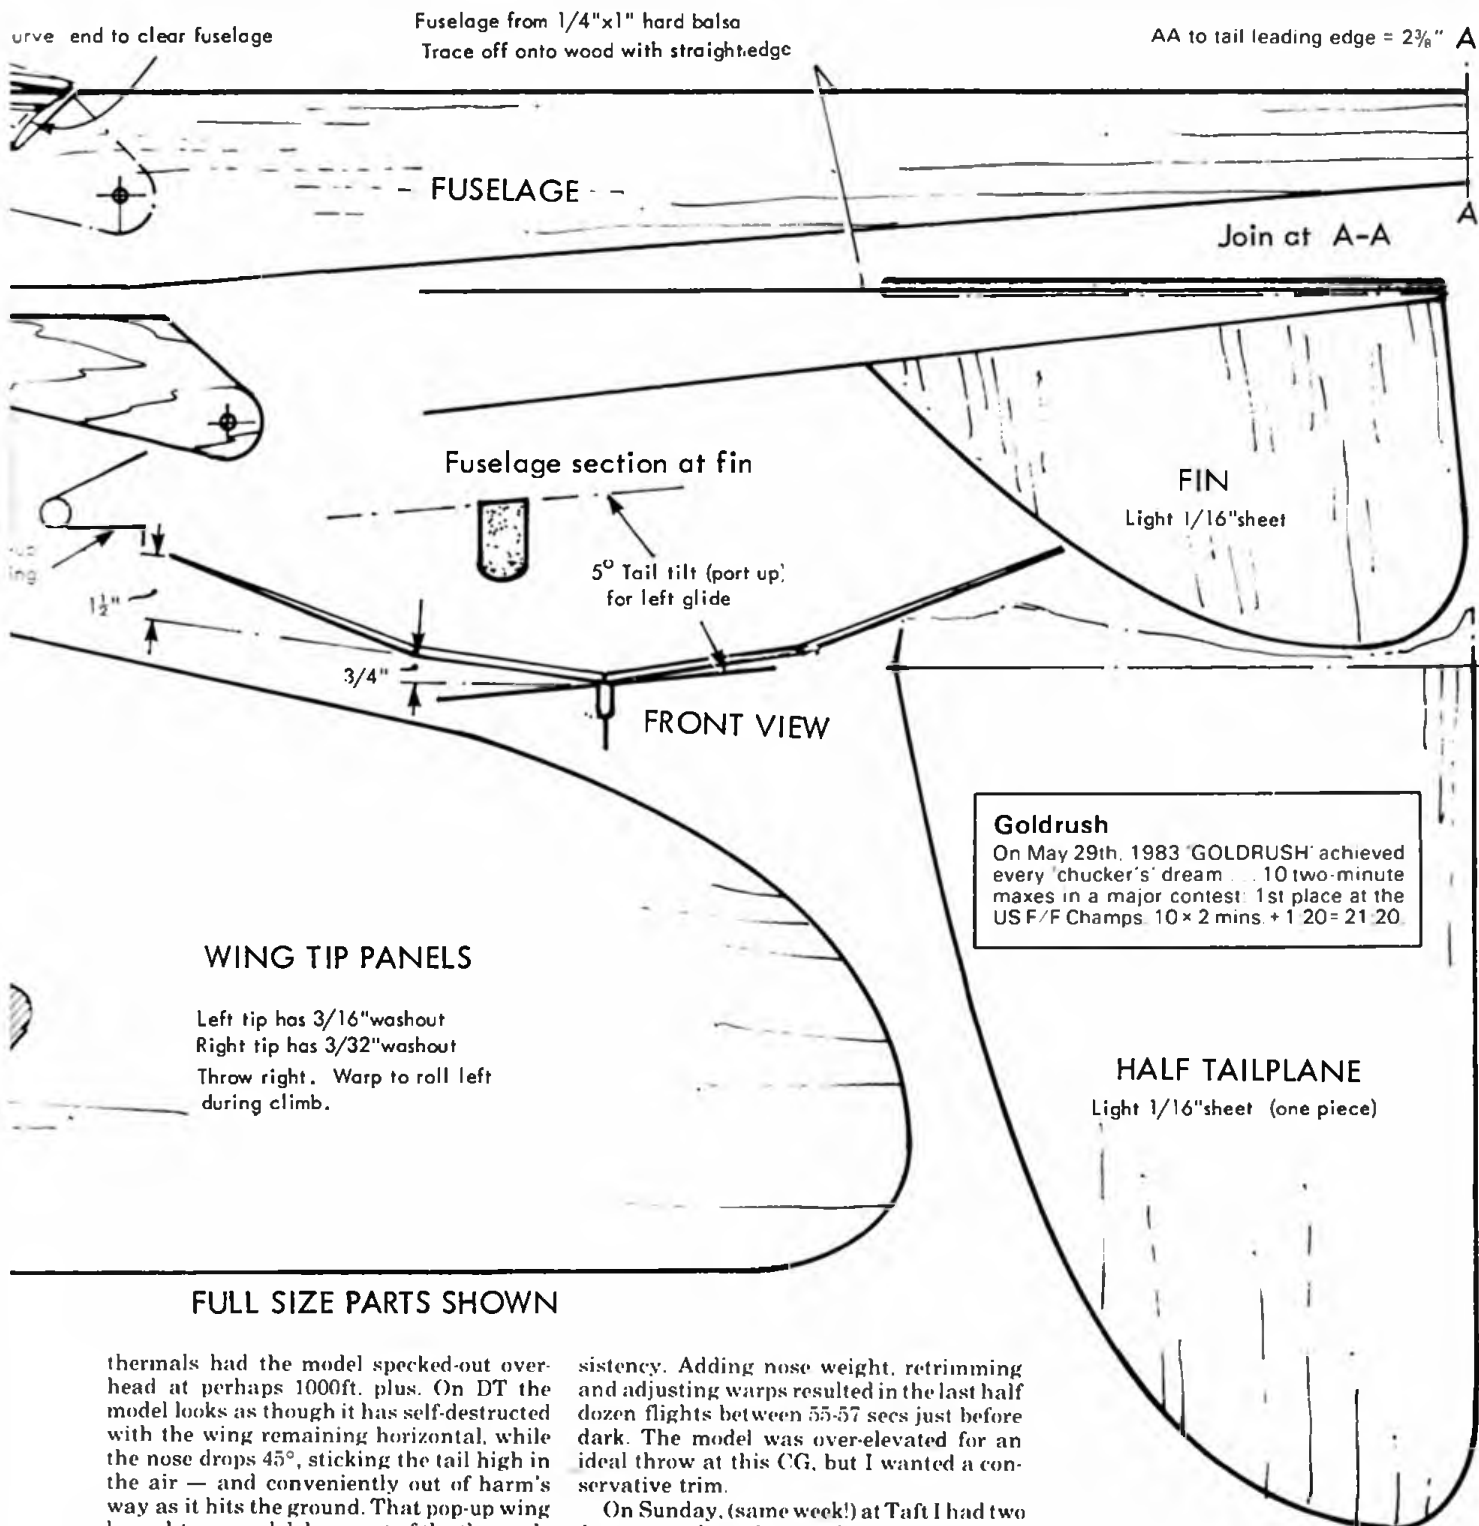 end to clear fuselage
Fuselage from 1/4"x1" hard balsa
Trace off onto wood with straight edge
AA to tail leading edge = 2⅜" A
FUSELAGE
A
Join at A-A
Fuselage section at fin
FIN
Light 1/16"sheet
5° Tail tilt (port up)
for left glide
1½"
3/4"
FRONT VIEW
Goldrush
On May 29th, 1983 'GOLDRUSH' achieved
every 'chucker's' dream . . . 10 two-minute
maxes in a major contest: 1st place at the
US F/F Champs. 10 × 2 mins. + 1:20 = 21:20.
WING TIP PANELS
Left tip has 3/16"washout
Right tip has 3/32"washout
Throw right. Warp to roll left
during climb.
HALF TAILPLANE
Light 1/16"sheet (one piece)
FULL SIZE PARTS SHOWN
thermals had the model specked-out over-
head at perhaps 1000ft. plus. On DT the
model looks as though it has self-destructed
with the wing remaining horizontal, while
the nose drops 45°, sticking the tail high in
the air — and conveniently out of harm's
way as it hits the ground. That pop-up wing
sistency. Adding nose weight, retrimming
and adjusting warps resulted in the last half
dozen flights between 55-57 secs just before
dark. The model was over-elevated for an
ideal throw at this CG, but I wanted a con-
servative trim.
On Sunday, (same week!) at Taft I had two